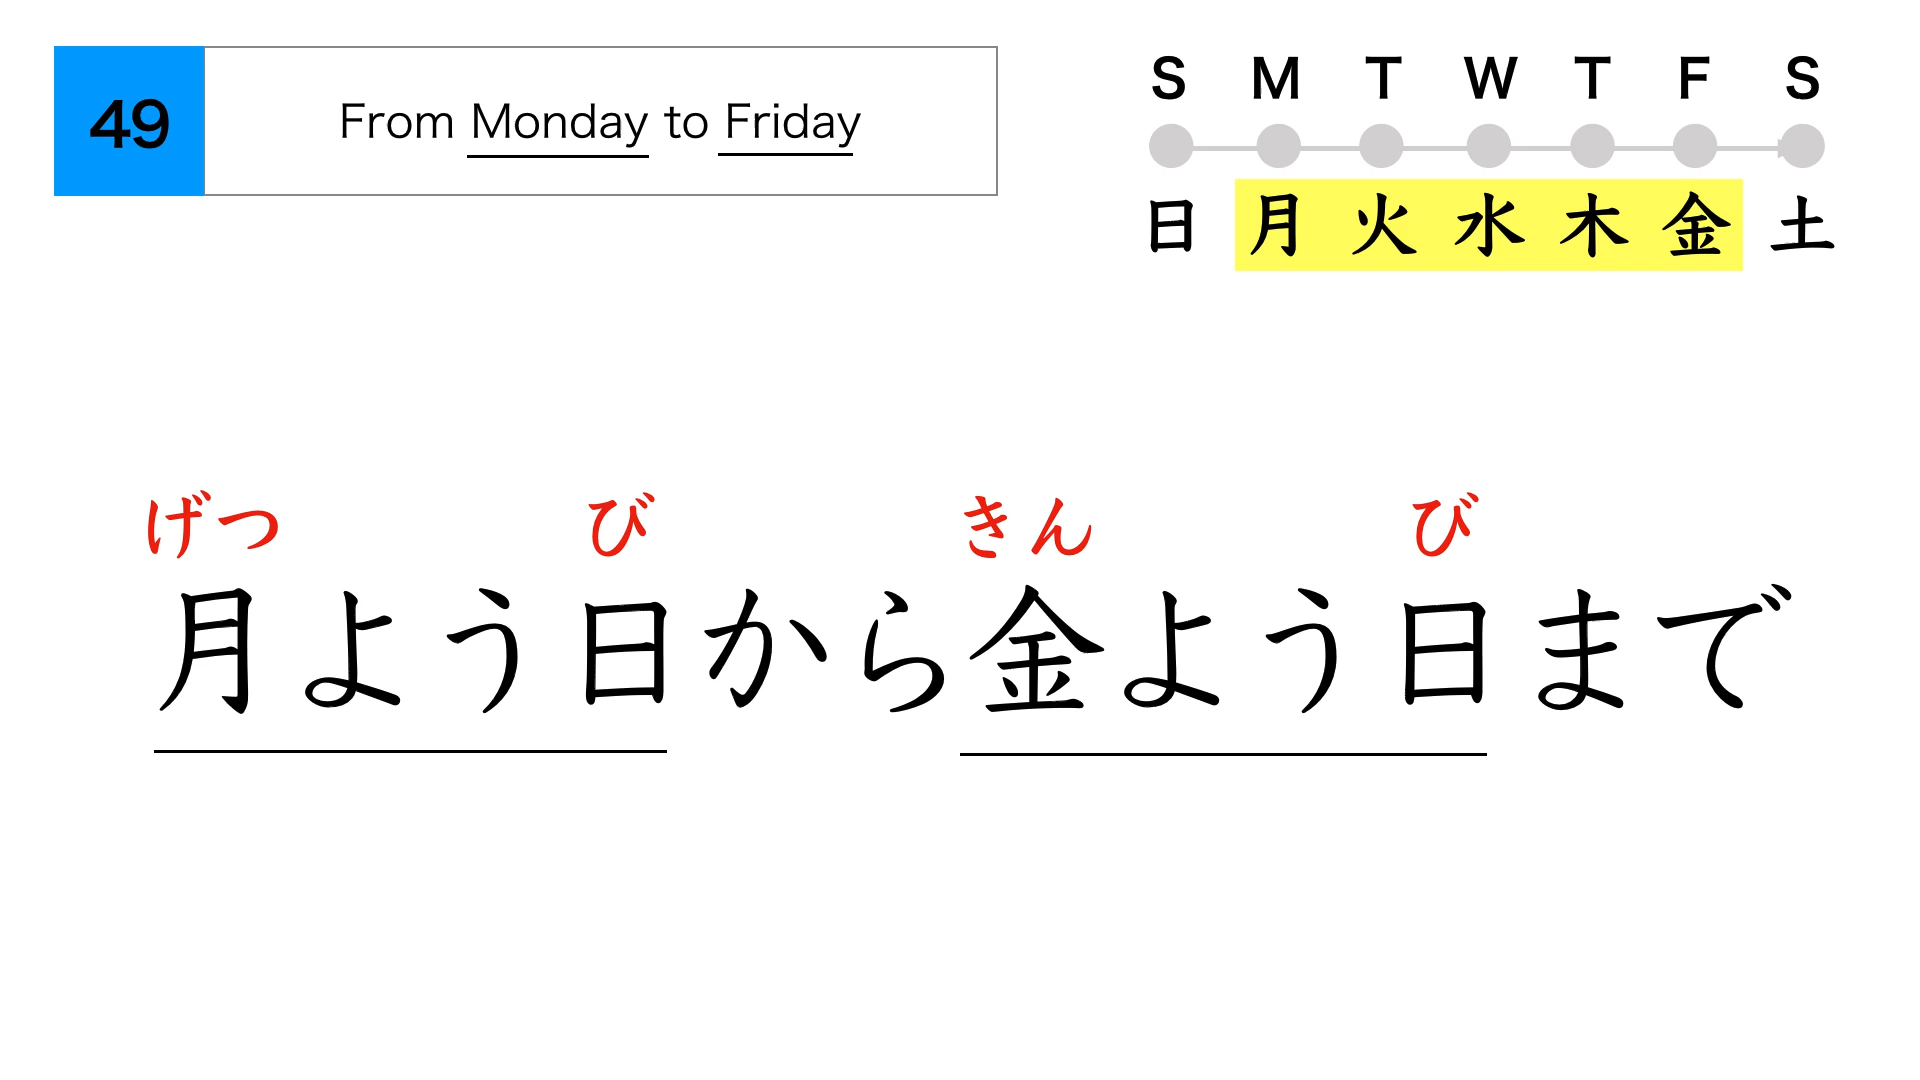 49
From Monday to Friday
S M T W T F S
日 月 火 水 木 金 土
げつ び きん び
月よう日から金よう日まで